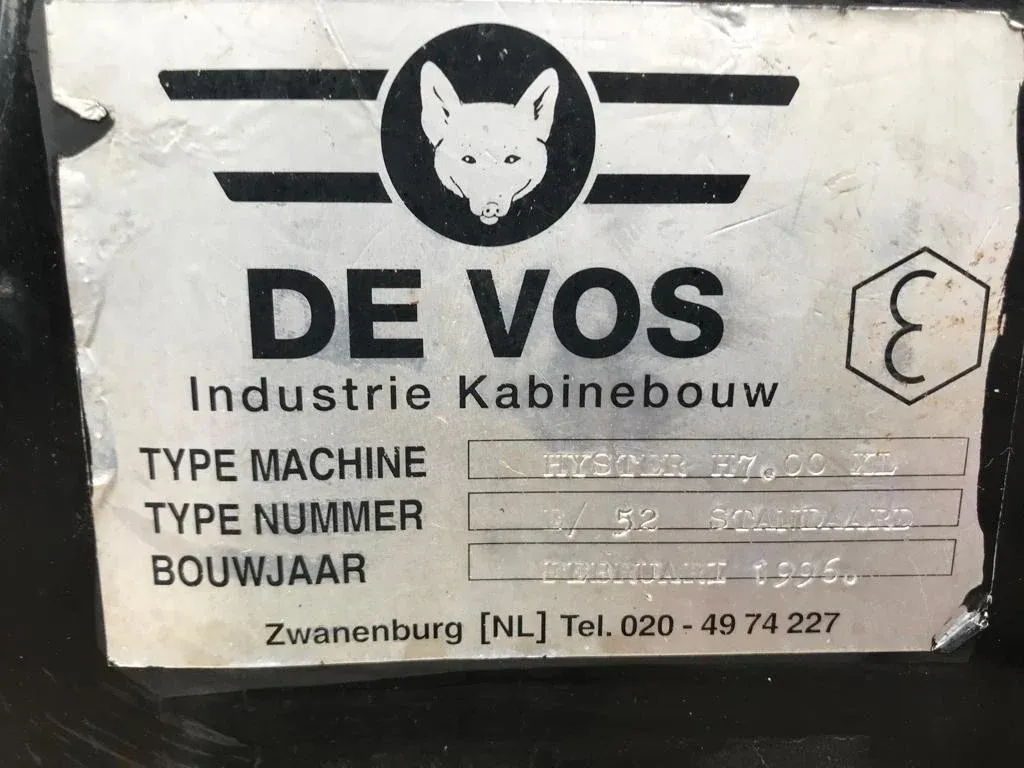 DE VOS
Industrie Kabinebouw
TYPE MACHINE HYSTER H7.00 XL
TYPE NUMMER 52 STANDAARD
BOUWJAAR FEBRUARI 1996.
Zwanenburg [NL] Tel. 020 - 49 74 227